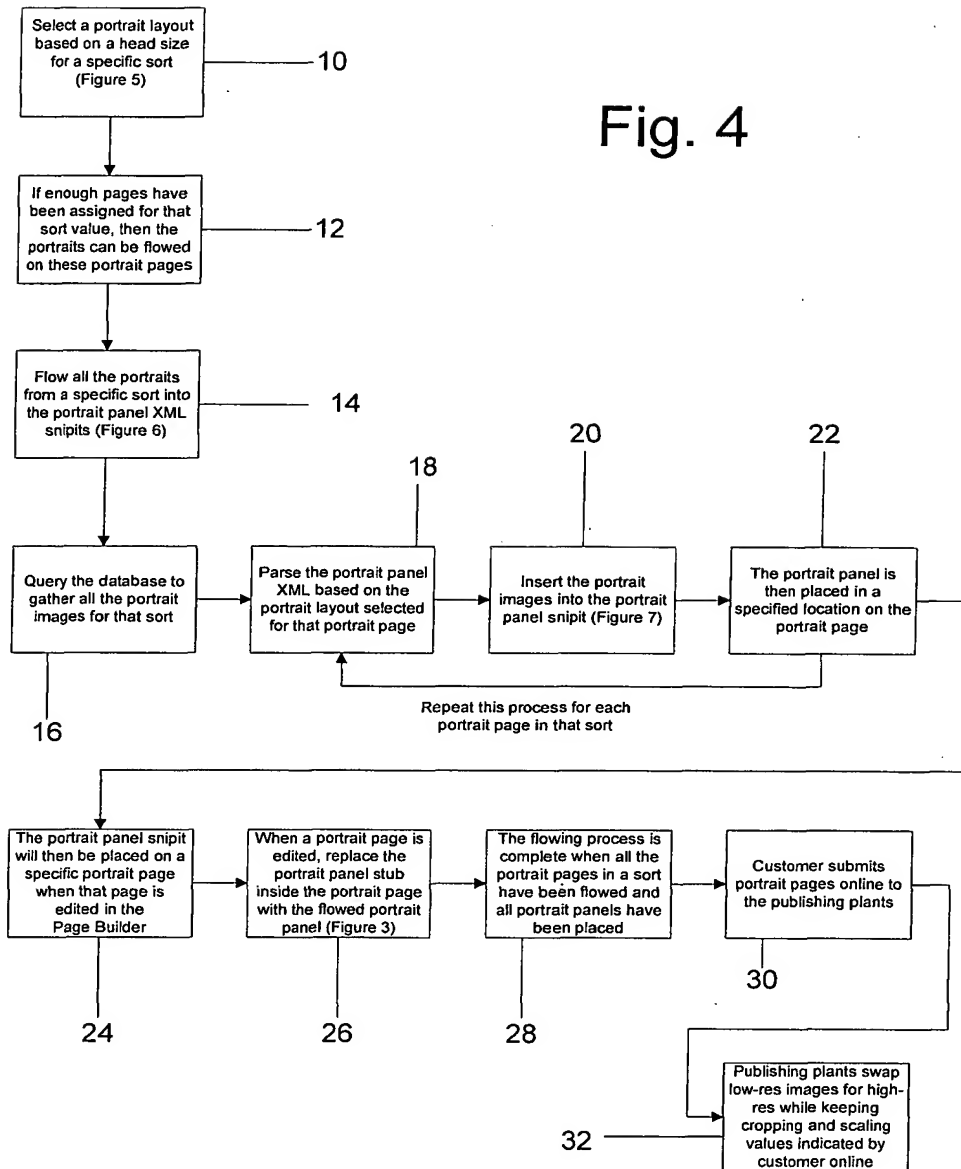 Select a portrait layout
based on a head size
for a specific sort
(Figure 5)
10
Fig. 4
If enough pages have
been assigned for that
sort value, then the
portraits can be flowed
on these portrait pages
12
Flow all the portraits
from a specific sort into
the portrait panel XML
snipits (Figure 6)
14
Query the database to
gather all the portrait
images for that sort
16
Parse the portrait panel
XML based on the
portrait layout selected
for that portrait page
18
Insert the portrait
images into the portrait
panel snipit (Figure 7)
20
The portrait panel is
then placed in a
specified location on the
portrait page
22
Repeat this process for each
portrait page in that sort
The portrait panel snipit
will then be placed on a
specific portrait page
when that page is
edited in the
Page Builder
24
When a portrait page is
edited, replace the
portrait panel stub
inside the portrait page
with the flowed portrait
panel (Figure 3)
26
The flowing process is
complete when all the
portrait pages in a sort
have been flowed and
all portrait panels have
been placed
28
Customer submits
portrait pages online to
the publishing plants
30
Publishing plants swap
low-res images for high-
res while keeping
cropping and scaling
values indicated by
customer online
32